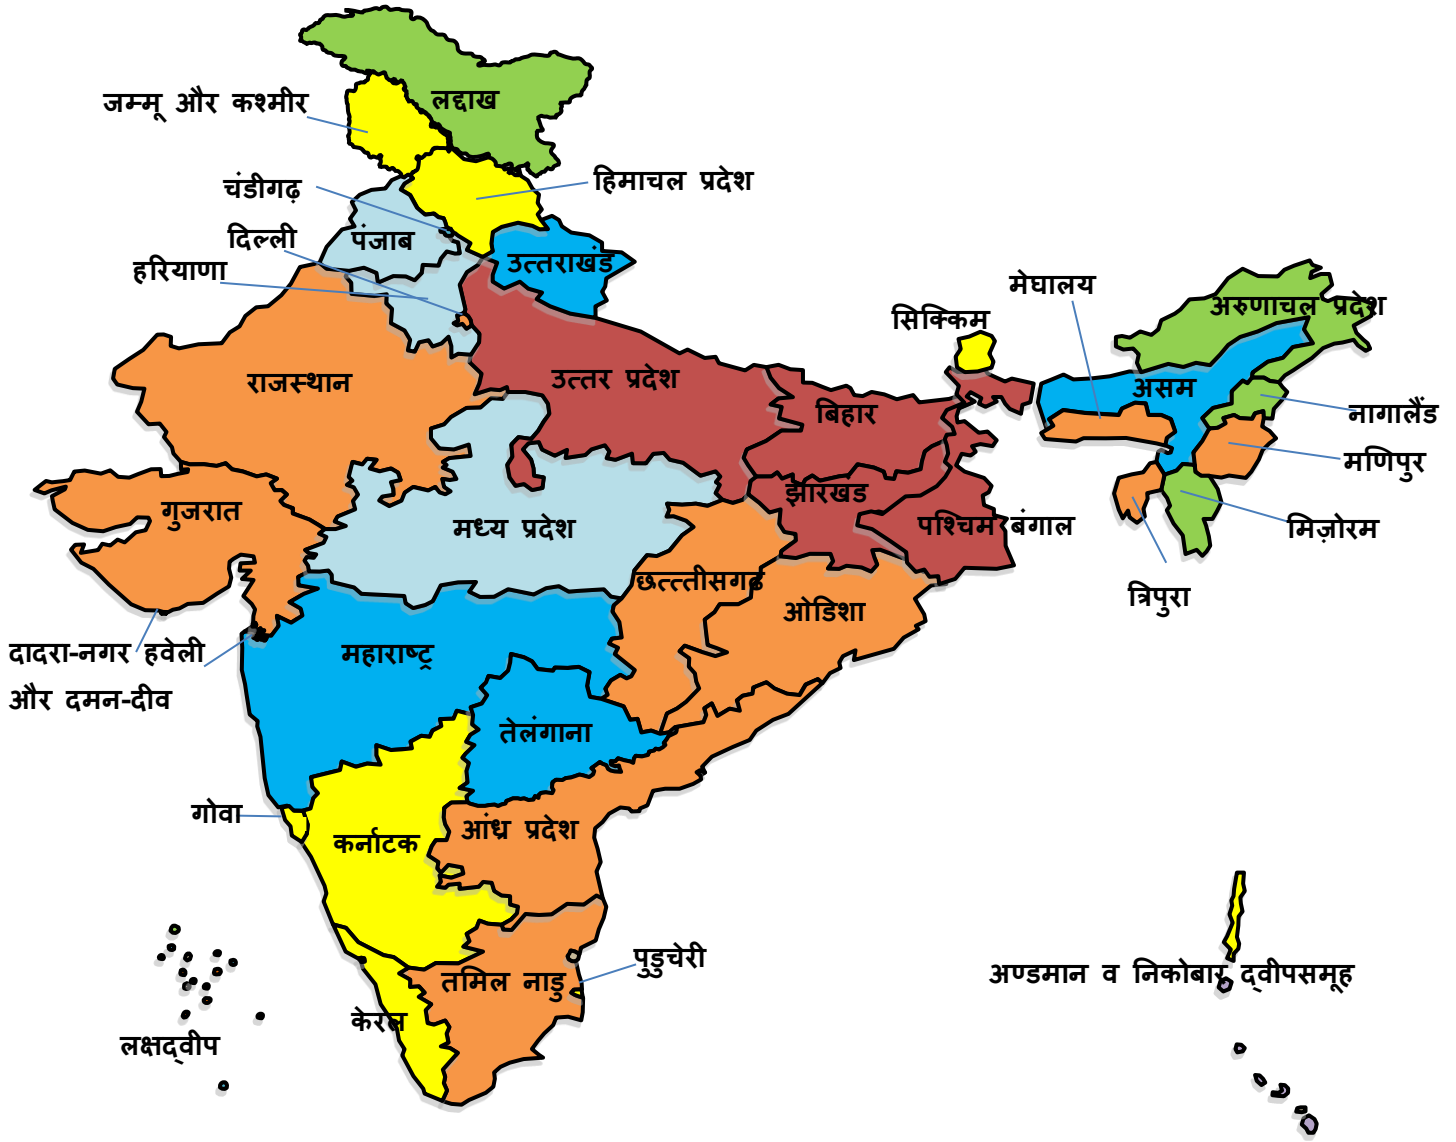 लद्दाख
जम्मू और कश्मीर
हिमाचल प्रदेश
चंडीगढ़
पंजाब
दिल्ली
उत्तराखंड
हरियाणा
मेघालय
अरुणाचल प्रदेश
सिक्किम
राजस्थान
उत्तर प्रदेश
असम
बिहार
नागालैंड
मणिपुर
झारखंड
गुजरात
मध्य प्रदेश
पश्चिम बंगाल
मिज़ोरम
छत्त्तीसगढ़
त्रिपुरा
ओडिशा
दादरा-नगर हवेली
और दमन-दीव
महाराष्ट्र
तेलंगाना
गोवा
कर्नाटक
आंध्र प्रदेश
पुडुचेरी
तमिल नाडु
अण्डमान व निकोबार द्वीपसमूह
केरल
लक्षद्वीप